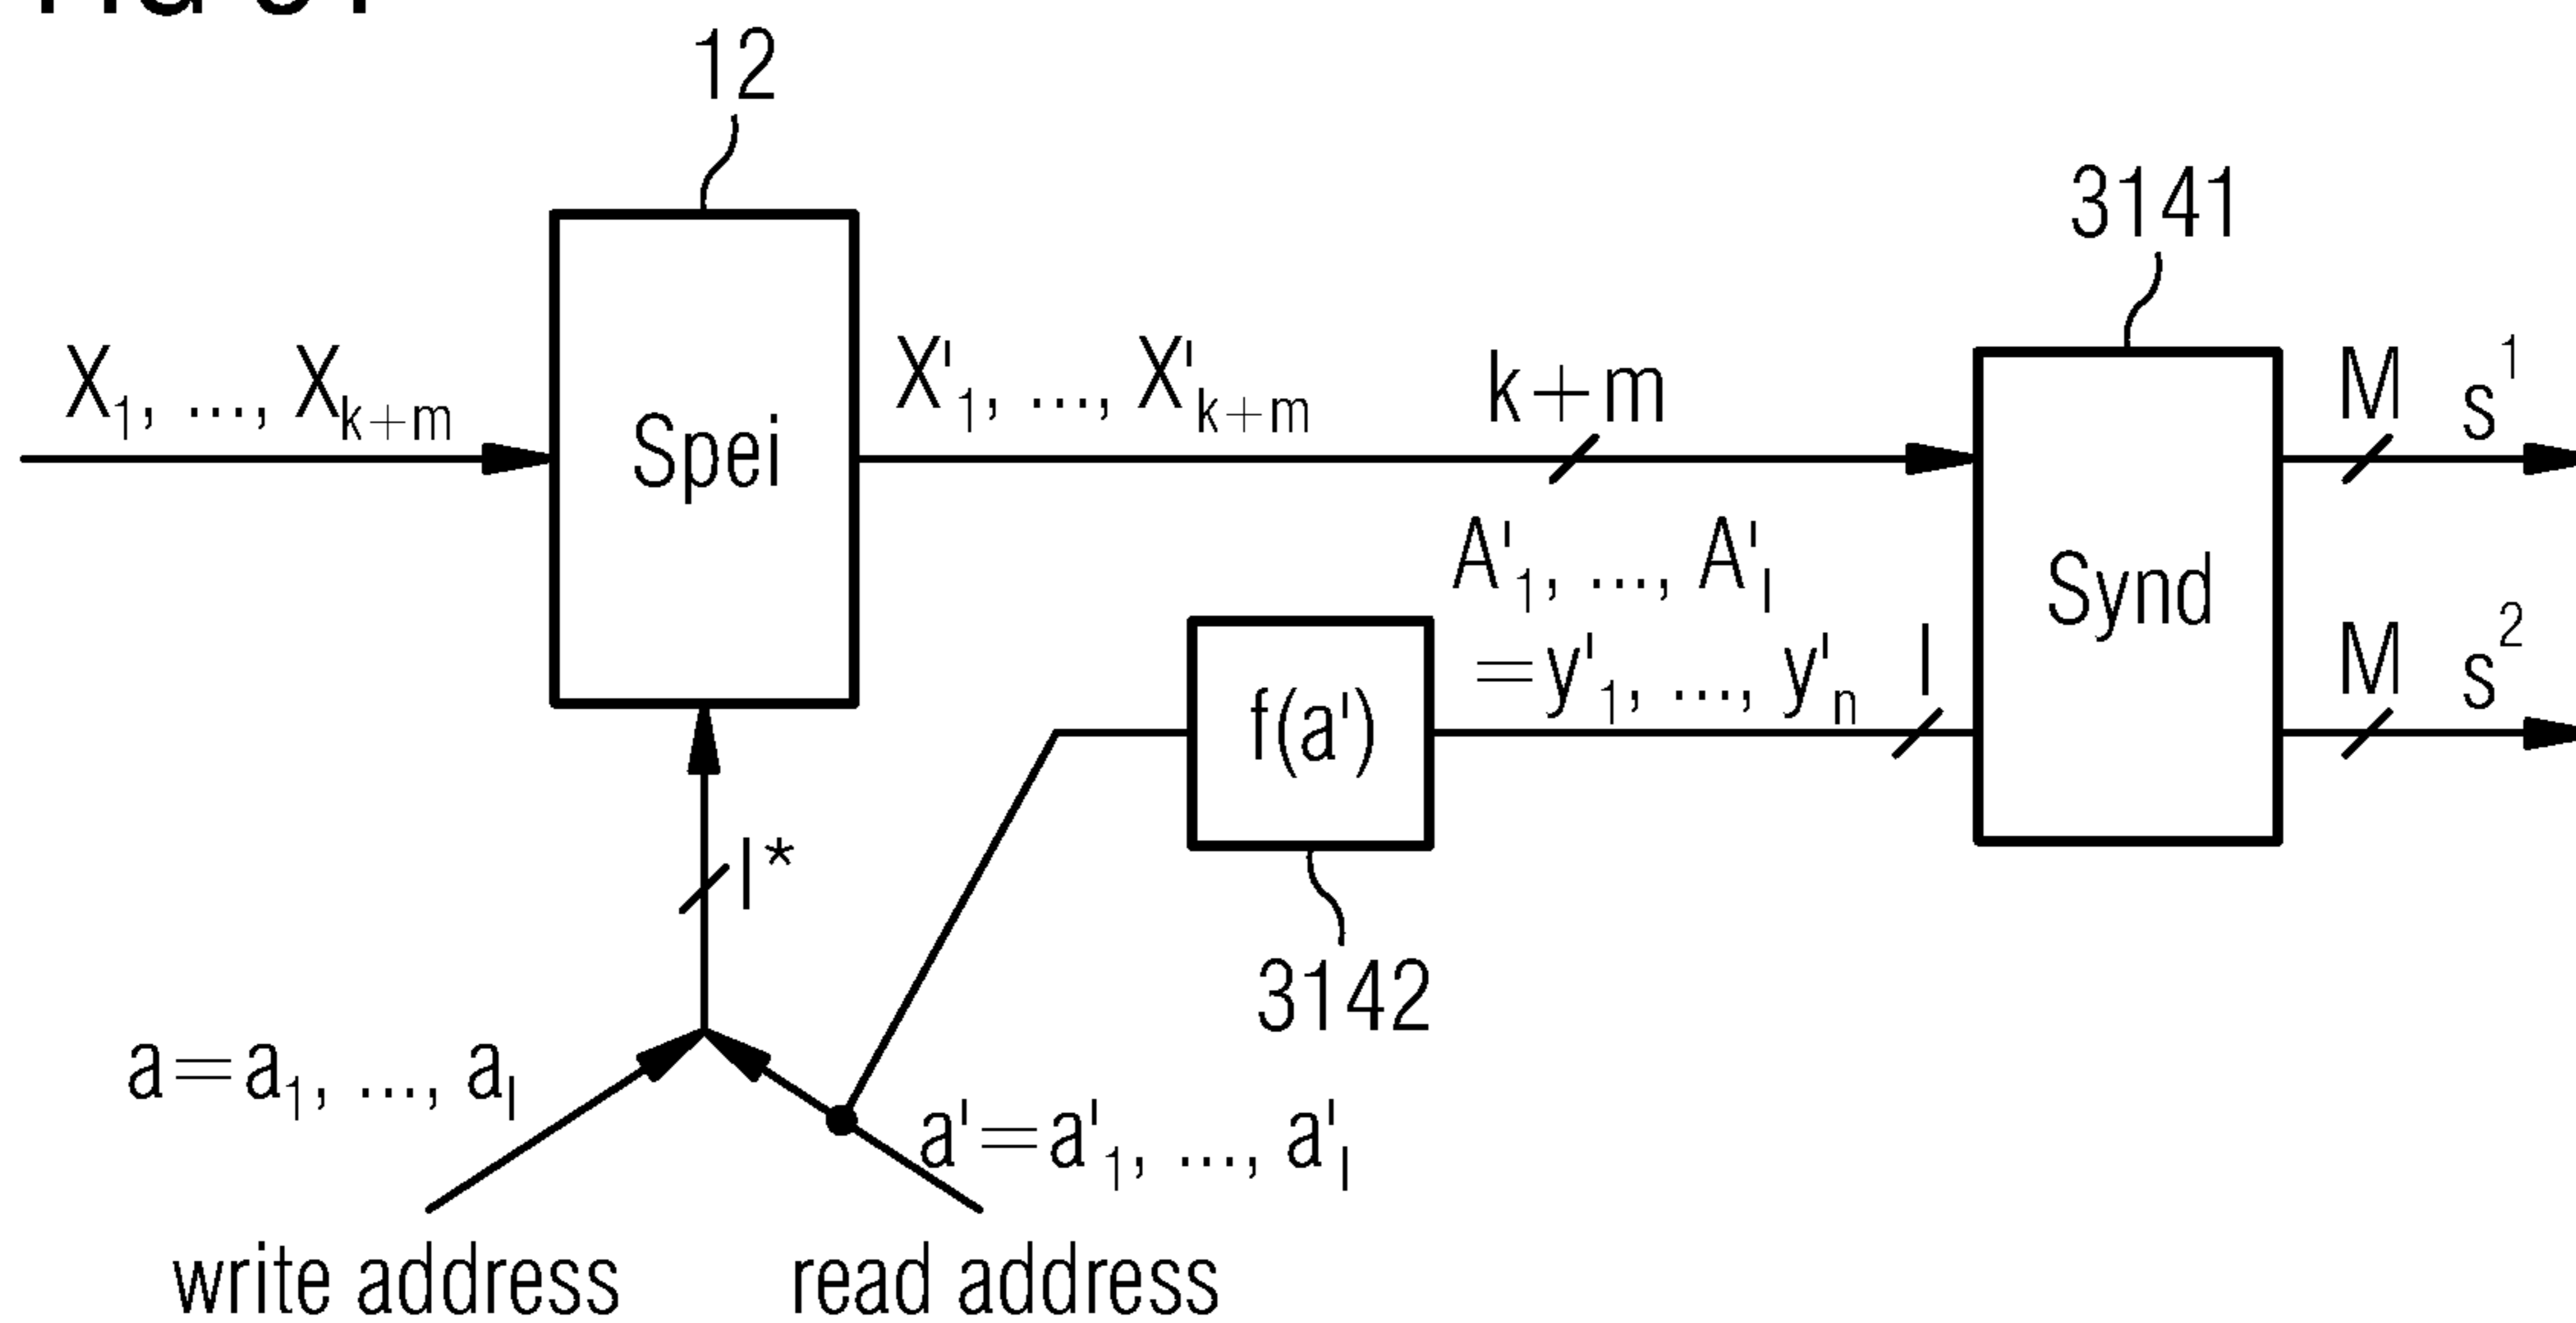 12
3141
X₁, ..., Xₖ₊ₘ
Spei
X'₁, ..., X'ₖ₊ₘ
k+m
M s¹
A'₁, ..., A'ₗ
=y'₁, ..., y'ₙ
l
Synd
M s²
f(a')
l*
3142
a=a₁, ..., aₗ
a'=a'₁, ..., a'ₗ
write address
read address